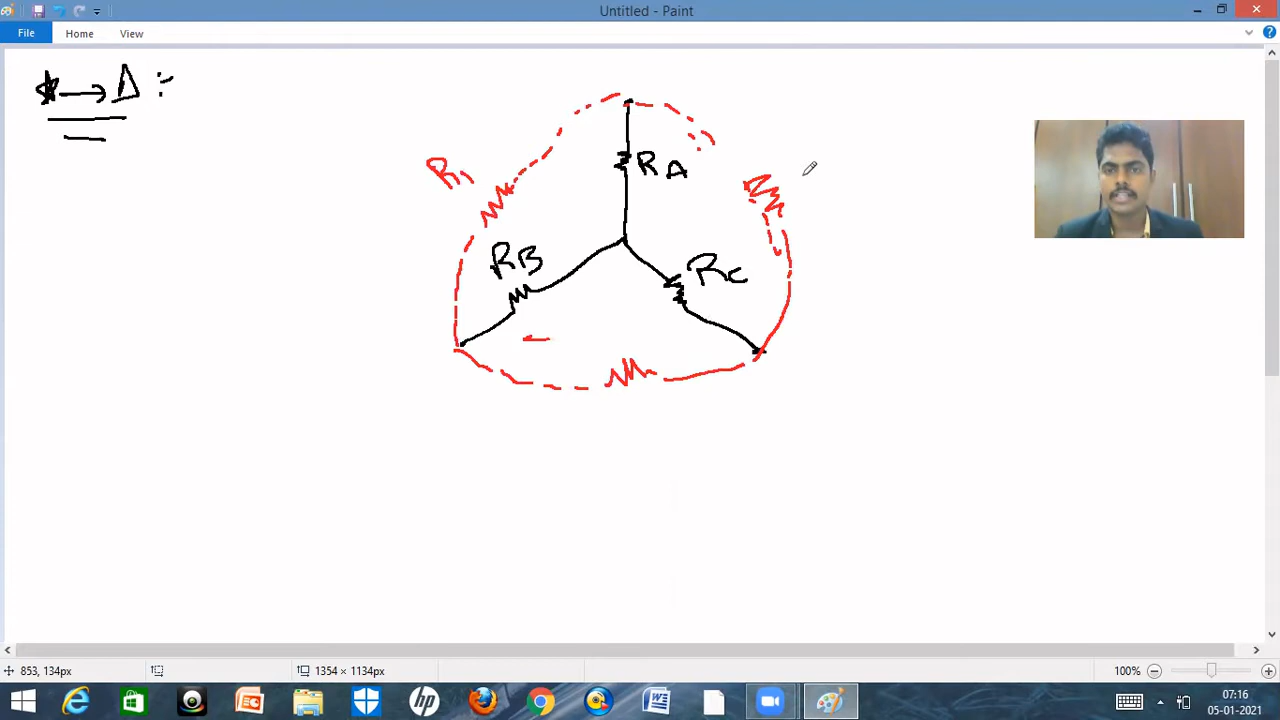 Untitled - Paint
File Home View
★→Δ:-
R1
RA
RB
RC
853, 134px
1354 × 1134px
100%
07:16
05-01-2021